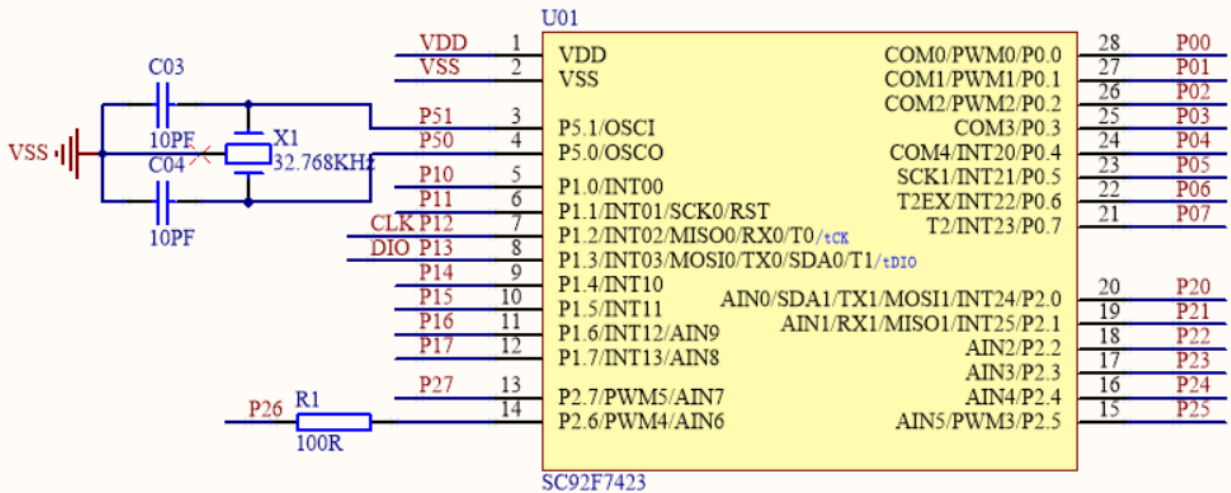 U01
VDD 1 VDD COM0/PWM0/P0.0 28 P00
VSS 2 VSS COM1/PWM1/P0.1 27 P01
C03 COM2/PWM2/P0.2 26 P02
P51 3 P5.1/OSCI COM3/P0.3 25 P03
10PF X1
VSS P50 4 P5.0/OSCO COM4/INT20/P0.4 24 P04
C04 32.768KHz SCK1/INT21/P0.5 23 P05
P10 5 P1.0/INT00 T2EX/INT22/P0.6 22 P06
P11 6 P1.1/INT01/SCK0/RST T2/INT23/P0.7 21 P07
10PF CLK P12 7 P1.2/INT02/MISO0/RX0/T0/tCK
DIO P13 8 P1.3/INT03/MOSI0/TX0/SDA0/T1/tDIO
P14 9 P1.4/INT10 AIN0/SDA1/TX1/MOSI1/INT24/P2.0 20 P20
P15 10 P1.5/INT11 AIN1/RX1/MISO1/INT25/P2.1 19 P21
P16 11 P1.6/INT12/AIN9 AIN2/P2.2 18 P22
P17 12 P1.7/INT13/AIN8 AIN3/P2.3 17 P23
P27 13 P2.7/PWM5/AIN7 AIN4/P2.4 16 P24
P26 R1 14 P2.6/PWM4/AIN6 AIN5/PWM3/P2.5 15 P25
100R
SC92F7423